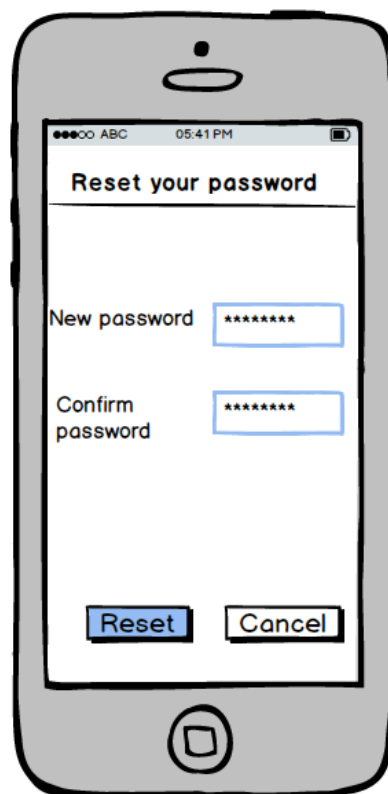 ABC 05:41 PM
Reset your password
New password ********
Confirm
password ********
Reset Cancel